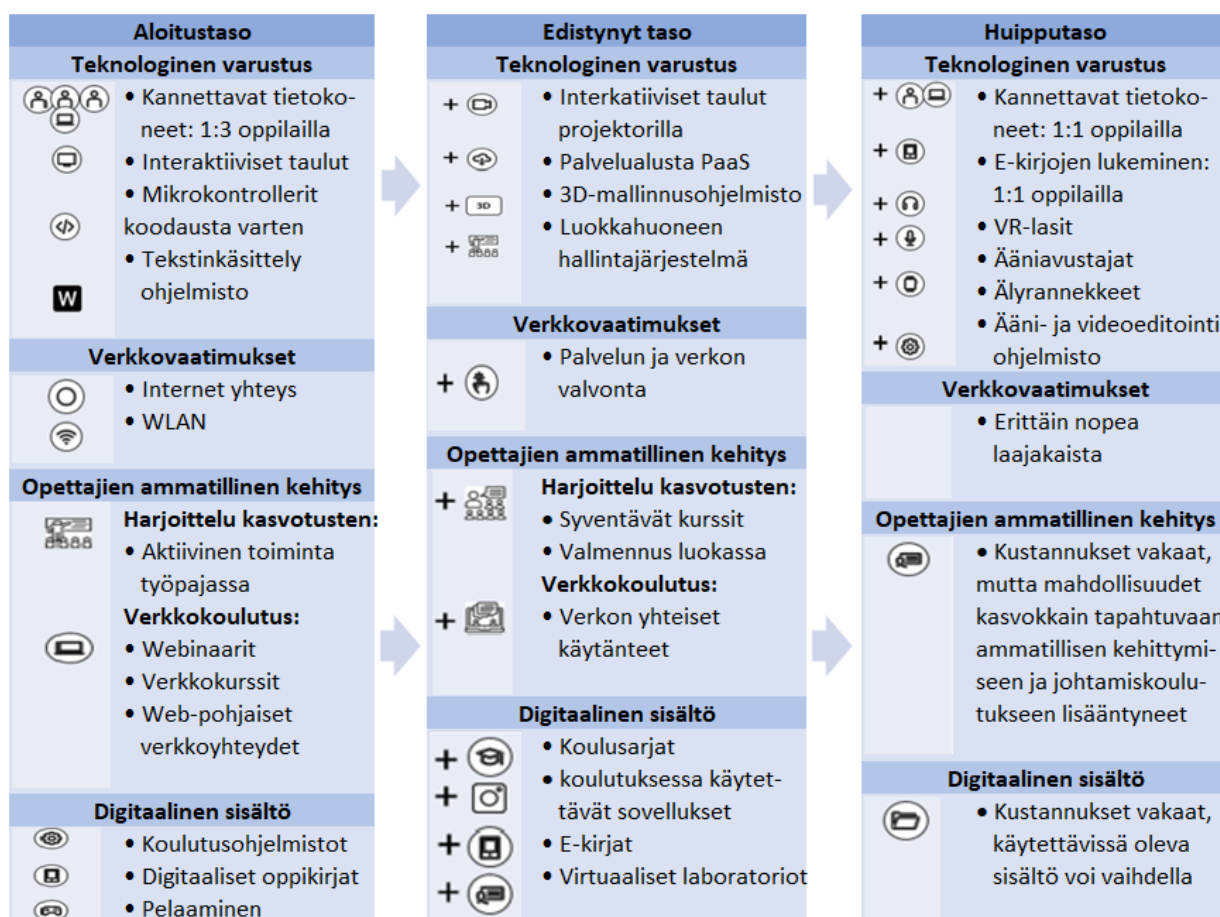 Aloitustaso
Teknologinen varustus
• Kannettavat tietoko-
neet: 1:3 oppilailla
• Interaktiiviset taulut
• Mikrokontrollerit
koodausta varten
• Tekstinkäsittely
ohjelmisto
W
Verkkovaatimukset
• Internet yhteys
• WLAN
Opettajien ammatillinen kehitys
Harjoittelu kasvotusten:
• Aktiivinen toiminta
työpajassa
Verkkokoulutus:
• Webinaarit
• Verkkokurssit
• Web-pohjaiset
verkkoyhteydet
Digitaalinen sisältö
• Koulutusohjelmistot
• Digitaaliset oppikirjat
• Pelaaminen
Edistynyt taso
Teknologinen varustus
+ • Interkatiiviset taulut
projektorilla
+ • Palvelualusta PaaS
+ 3D • 3D-mallinnusohjelmisto
+ • Luokkahuoneen
hallintajärjestelmä
Verkkovaatimukset
+ • Palvelun ja verkon
valvonta
Opettajien ammatillinen kehitys
+ Harjoittelu kasvotusten:
• Syventävät kurssit
• Valmennus luokassa
Verkkokoulutus:
+ • Verkon yhteiset
käytänteet
Digitaalinen sisältö
+ • Koulusarjat
+ • koulutuksessa käytet-
tävät sovellukset
+ • E-kirjat
+ • Virtuaaliset laboratoriot
Huipputaso
Teknologinen varustus
+ • Kannettavat tietoko-
neet: 1:1 oppilailla
+ • E-kirjojen lukeminen:
1:1 oppilailla
+ • VR-lasit
+ • Ääniavustajat
+ • Älyrannekkeet
+ • Ääni- ja videoeditointi
ohjelmisto
Verkkovaatimukset
• Erittäin nopea
laajakaista
Opettajien ammatillinen kehitys
• Kustannukset vakaat,
mutta mahdollisuudet
kasvokkain tapahtuvaan
ammatillisen kehittymi-
seen ja johtamiskoulu-
tukseen lisääntyneet
Digitaalinen sisältö
• Kustannukset vakaat,
käytettävissä oleva
sisältö voi vaihdella